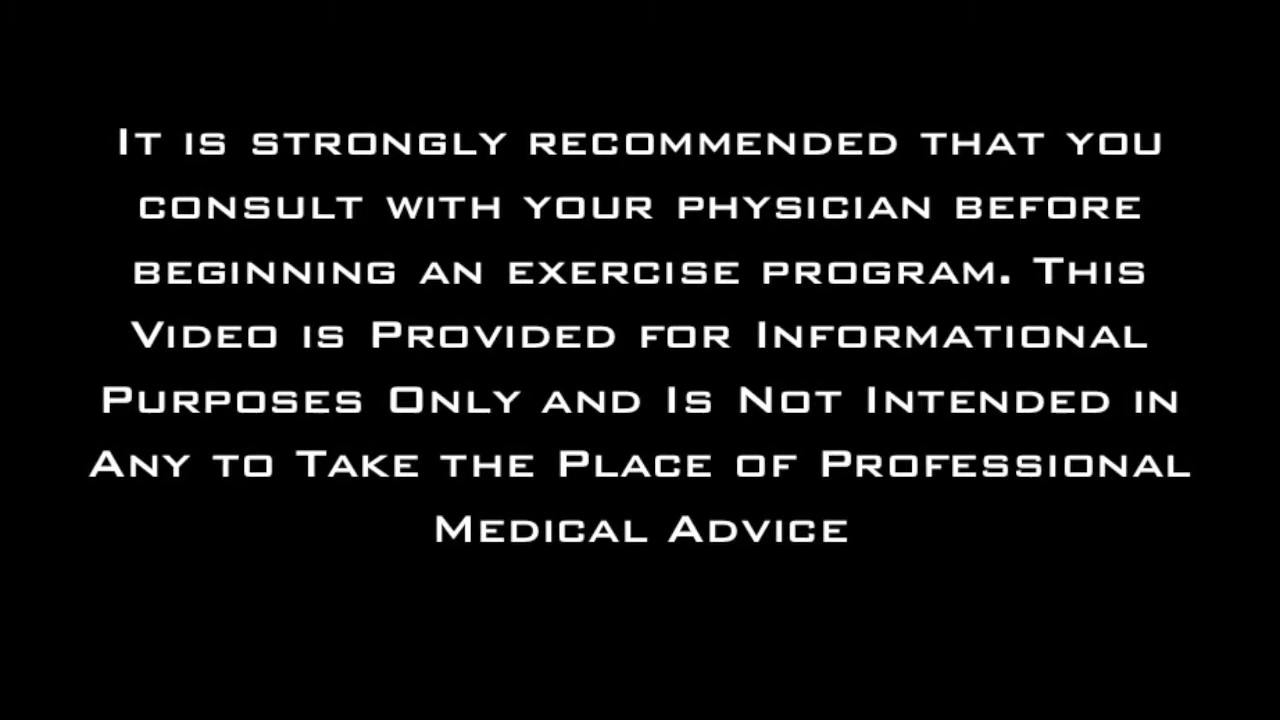 It is strongly recommended that you
consult with your physician before
beginning an exercise program. This
Video is Provided for Informational
Purposes Only and Is Not Intended in
Any to Take the Place of Professional
Medical Advice